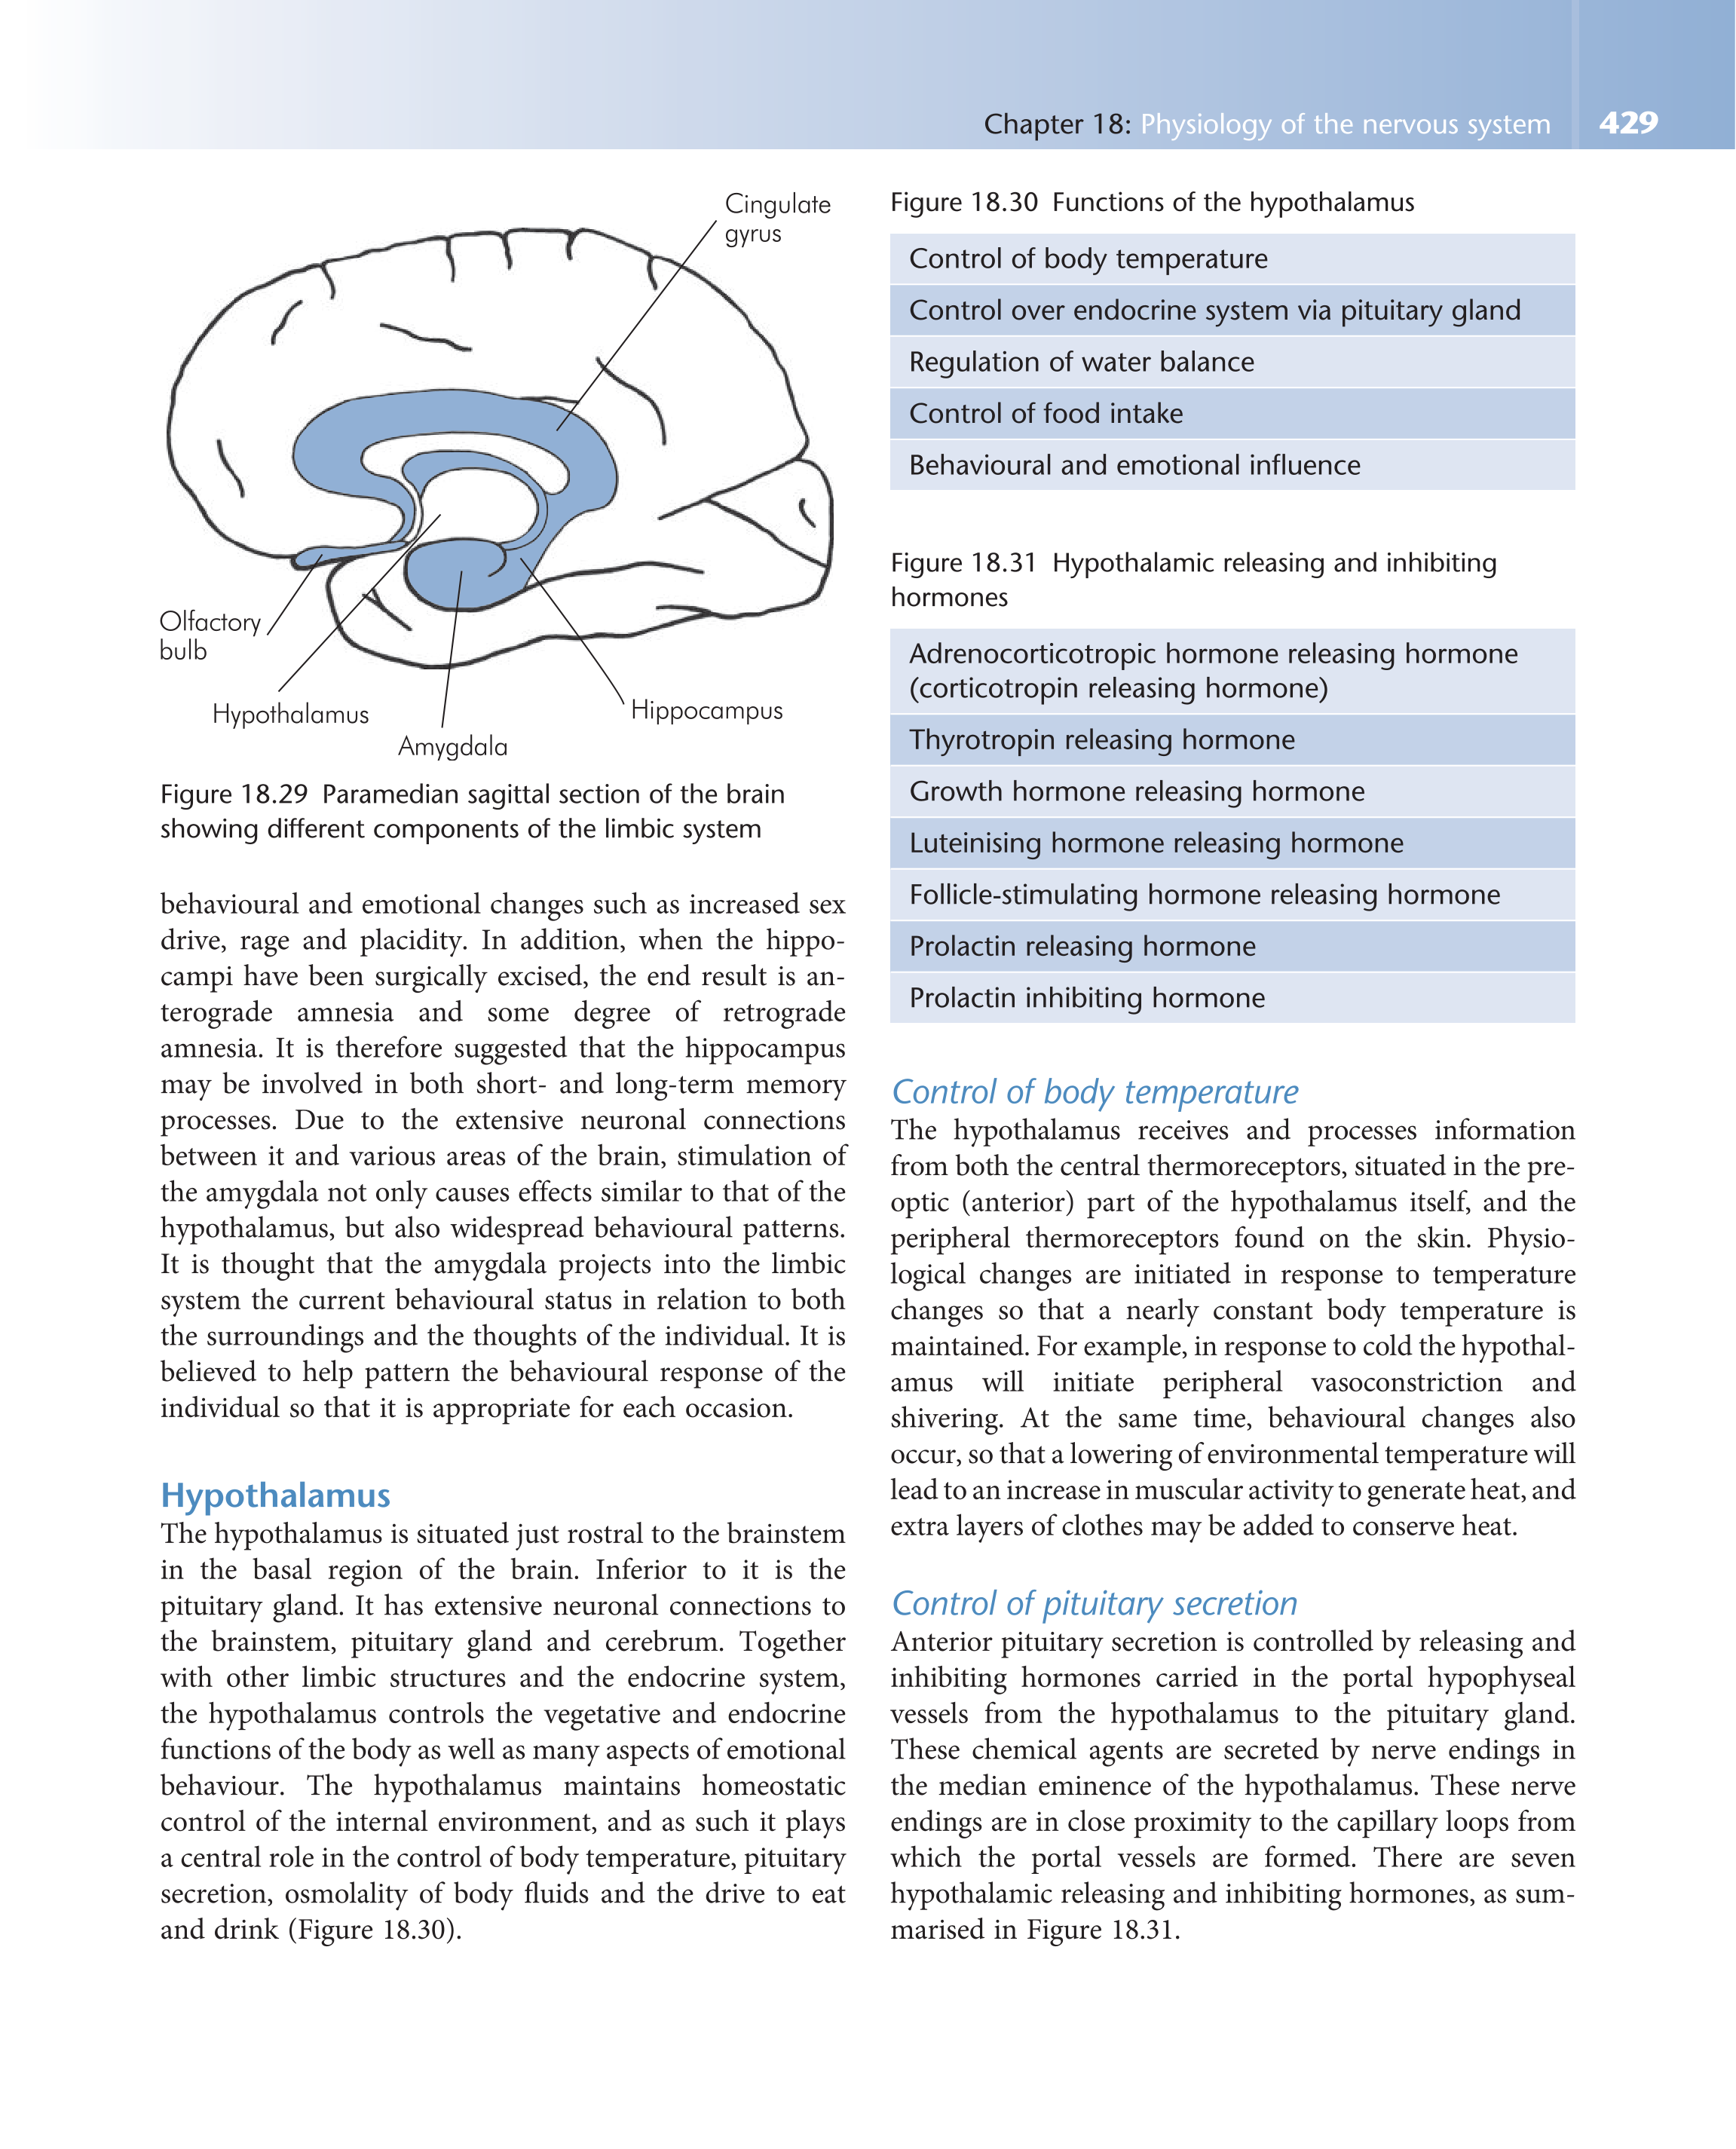 Chapter 18: Physiology of the nervous system 429
Cingulate
gyrus
Olfactory
bulb
Hypothalamus
Amygdala
Hippocampus
Figure 18.29 Paramedian sagittal section of the brain
showing different components of the limbic system
behavioural and emotional changes such as increased sex
drive, rage and placidity. In addition, when the hippo-
campi have been surgically excised, the end result is an-
terograde amnesia and some degree of retrograde
amnesia. It is therefore suggested that the hippocampus
may be involved in both short- and long-term memory
processes. Due to the extensive neuronal connections
between it and various areas of the brain, stimulation of
the amygdala not only causes effects similar to that of the
hypothalamus, but also widespread behavioural patterns.
It is thought that the amygdala projects into the limbic
system the current behavioural status in relation to both
the surroundings and the thoughts of the individual. It is
believed to help pattern the behavioural response of the
individual so that it is appropriate for each occasion.
Hypothalamus
The hypothalamus is situated just rostral to the brainstem
in the basal region of the brain. Inferior to it is the
pituitary gland. It has extensive neuronal connections to
the brainstem, pituitary gland and cerebrum. Together
with other limbic structures and the endocrine system,
the hypothalamus controls the vegetative and endocrine
functions of the body as well as many aspects of emotional
behaviour. The hypothalamus maintains homeostatic
control of the internal environment, and as such it plays
a central role in the control of body temperature, pituitary
secretion, osmolality of body fluids and the drive to eat
and drink (Figure 18.30).
Figure 18.30 Functions of the hypothalamus
Control of body temperature
Control over endocrine system via pituitary gland
Regulation of water balance
Control of food intake
Behavioural and emotional influence
Figure 18.31 Hypothalamic releasing and inhibiting
hormones
Adrenocorticotropic hormone releasing hormone
(corticotropin releasing hormone)
Thyrotropin releasing hormone
Growth hormone releasing hormone
Luteinising hormone releasing hormone
Follicle-stimulating hormone releasing hormone
Prolactin releasing hormone
Prolactin inhibiting hormone
Control of body temperature
The hypothalamus receives and processes information
from both the central thermoreceptors, situated in the pre-
optic (anterior) part of the hypothalamus itself, and the
peripheral thermoreceptors found on the skin. Physio-
logical changes are initiated in response to temperature
changes so that a nearly constant body temperature is
maintained. For example, in response to cold the hypothal-
amus will initiate peripheral vasoconstriction and
shivering. At the same time, behavioural changes also
occur, so that a lowering of environmental temperature will
lead to an increase in muscular activity to generate heat, and
extra layers of clothes may be added to conserve heat.
Control of pituitary secretion
Anterior pituitary secretion is controlled by releasing and
inhibiting hormones carried in the portal hypophyseal
vessels from the hypothalamus to the pituitary gland.
These chemical agents are secreted by nerve endings in
the median eminence of the hypothalamus. These nerve
endings are in close proximity to the capillary loops from
which the portal vessels are formed. There are seven
hypothalamic releasing and inhibiting hormones, as sum-
marised in Figure 18.31.